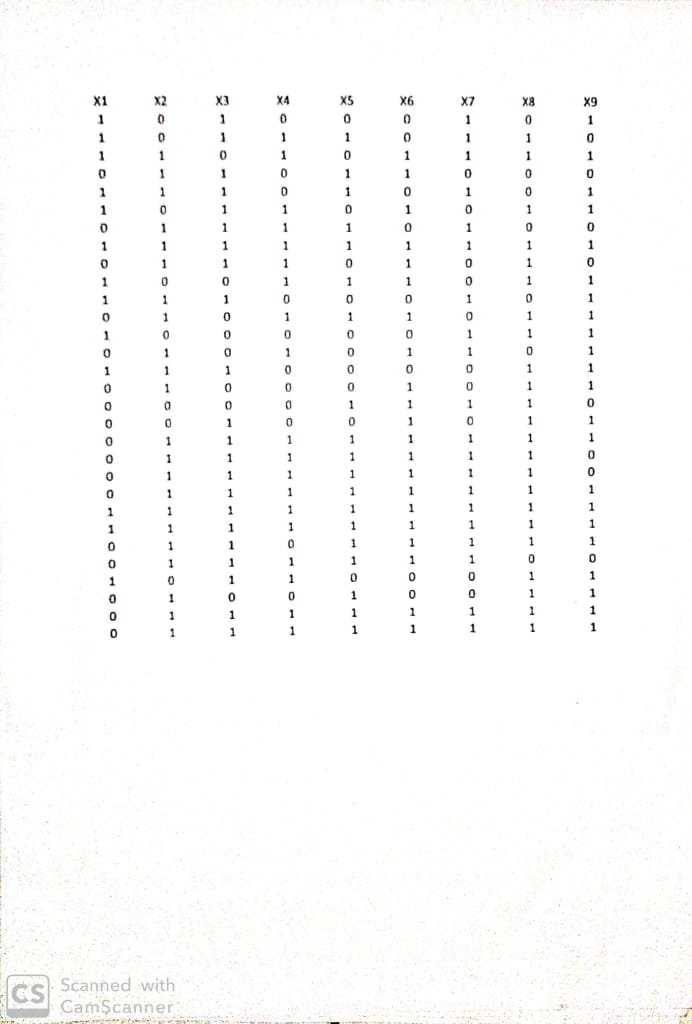 X1 X2 X3 X4 X5 X6 X7 X8 X9
1 0 1 0 0 0 1 0 1
1 0 1 1 1 0 1 1 0
1 1 0 1 0 1 1 1 1
0 1 1 0 1 1 0 0 0
1 1 1 0 1 0 1 0 1
1 0 1 1 0 1 0 1 1
0 1 1 1 1 0 1 0 0
1 1 1 1 1 1 1 1 1
0 1 1 1 0 1 0 1 0
1 0 0 1 1 1 0 1 1
1 1 1 0 0 0 1 0 1
0 1 0 1 1 1 0 1 1
1 0 0 0 0 0 1 1 1
0 1 0 1 0 1 1 0 1
1 1 1 0 0 0 0 1 1
0 1 0 0 0 1 0 1 1
0 0 0 0 1 1 1 1 0
0 0 1 0 0 1 0 1 1
0 1 1 1 1 1 1 1 1
0 1 1 1 1 1 1 1 0
0 1 1 1 1 1 1 1 0
0 1 1 1 1 1 1 1 1
1 1 1 1 1 1 1 1 1
1 1 1 1 1 1 1 1 1
0 1 1 0 1 1 1 1 1
0 1 1 1 1 1 1 0 0
1 0 1 1 0 0 0 1 1
0 1 0 0 1 0 0 1 1
0 1 1 1 1 1 1 1 1
0 1 1 1 1 1 1 1 1
CS Scanned with
CamScanner